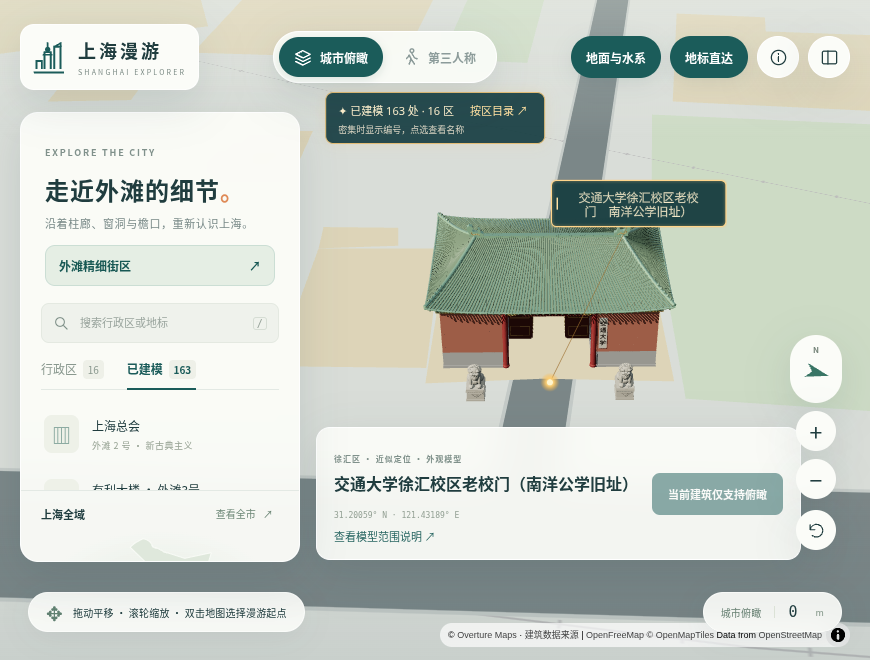 上海漫游
SHANGHAI EXPLORER
城市俯瞰
第三人称
地面与水系
地标直达
✦ 已建模 163 处 · 16 区 按区目录 ↗
密集时显示编号，点选查看名称
EXPLORE THE CITY
走近外滩的细节。
沿着柱廊、窗洞与檐口，重新认识上海。
外滩精细街区 ↗
搜索行政区或地标 /
行政区 16
已建模 163
上海总会
外滩 2 号 · 新古典主义
有利大楼 · 外滩3号
上海全域
查看全市 ↗
交通大学徐汇校区老校
门 南洋公学旧址）
交通大学
N
+
−
徐汇区 · 近似定位 · 外观模型
交通大学徐汇校区老校门（南洋公学旧址）
31.20059° N · 121.43189° E
查看模型范围说明 ↗
当前建筑仅支持俯瞰
拖动平移 · 滚轮缩放 · 双击地图选择漫游起点
城市俯瞰 0 m
© Overture Maps · 建筑数据来源 | OpenFreeMap © OpenMapTiles Data from OpenStreetMap